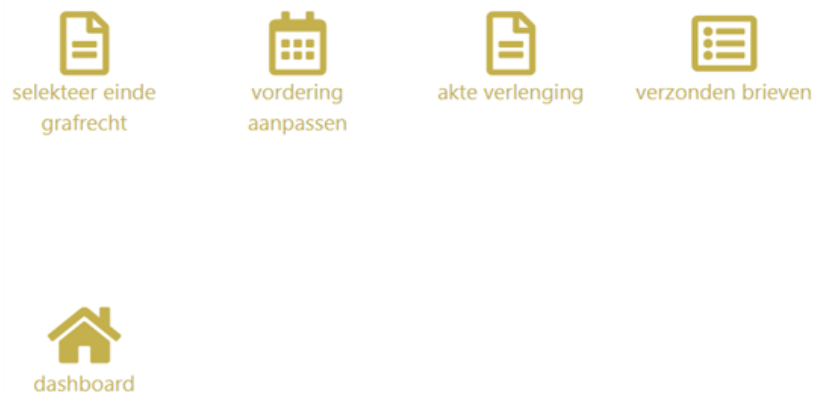 selekteer einde
grafrecht
vordering
aanpassen
akte verlenging
verzonden brieven
dashboard